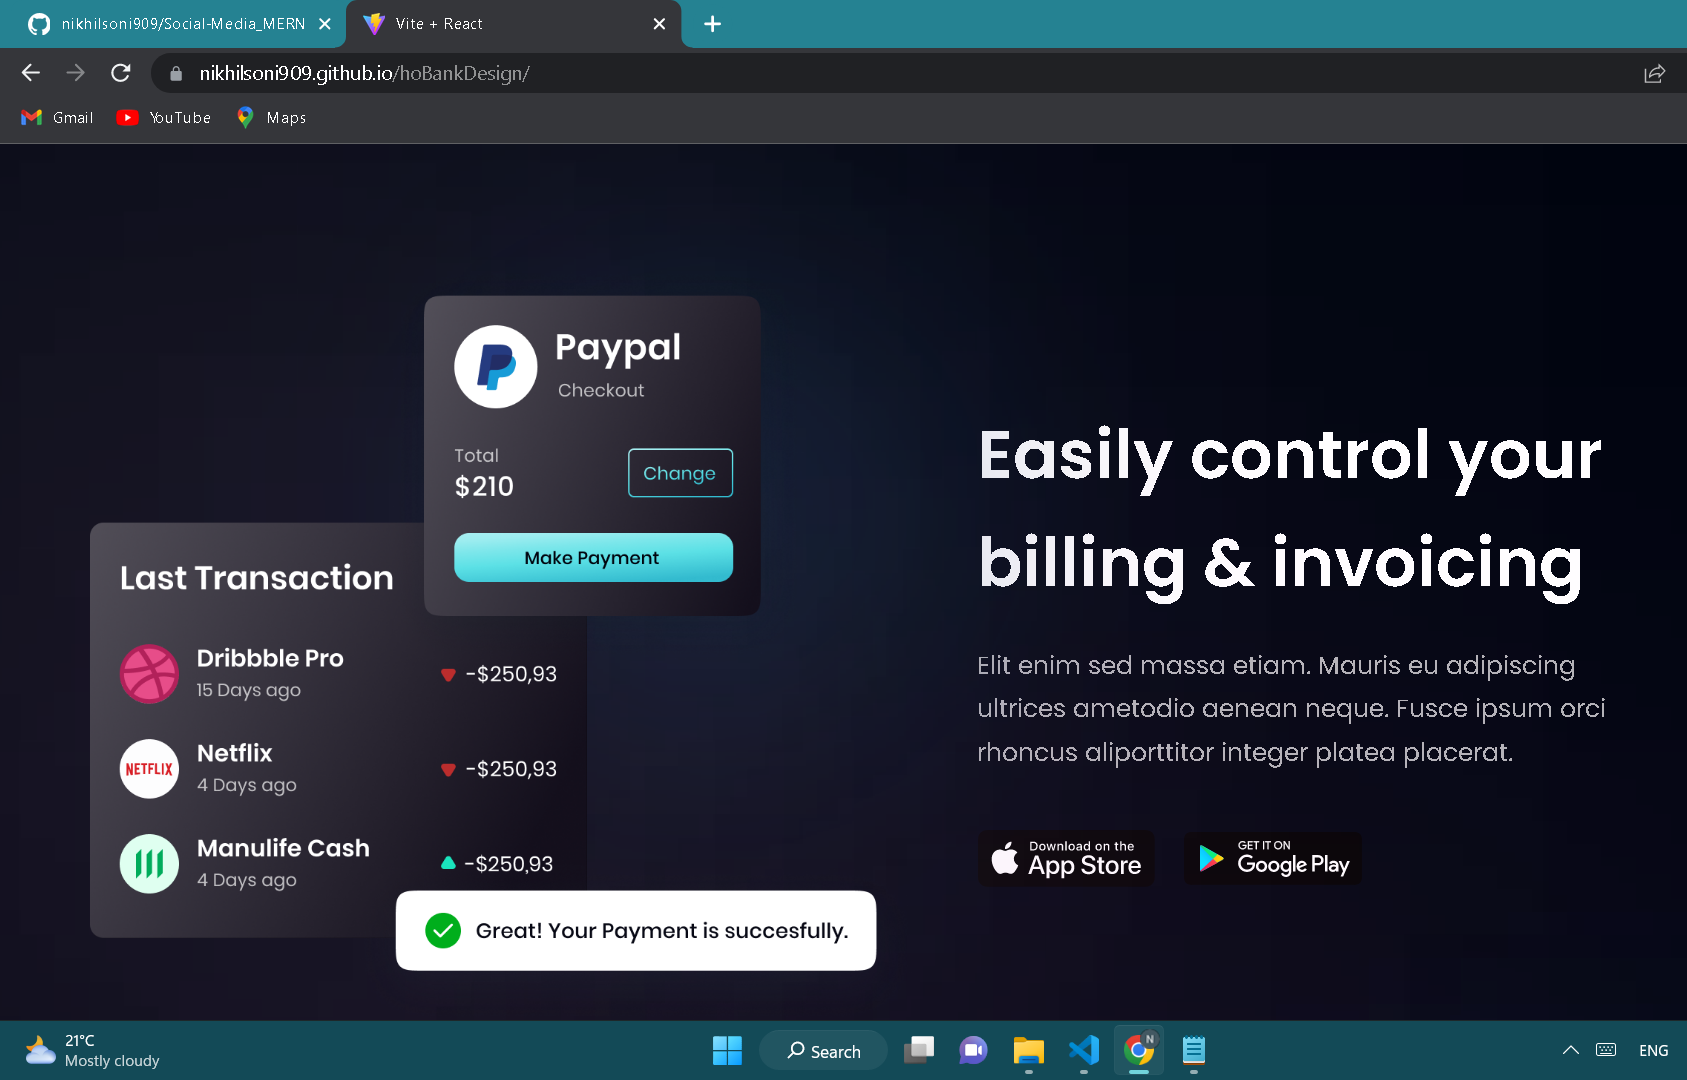 nikhilsoni909/Social-Media_MERN
Vite + React
nikhilsoni909.github.io/hoBankDesign/
Gmail
YouTube
Maps
Paypal
Checkout
Total
$210
Change
Make Payment
Last Transaction
Dribbble Pro
15 Days ago
-$250,93
NETFLIX
Netflix
4 Days ago
-$250,93
Manulife Cash
4 Days ago
-$250,93
Great! Your Payment is succesfully.
Easily control your
billing & invoicing
Elit enim sed massa etiam. Mauris eu adipiscing
ultrices ametodio aenean neque. Fusce ipsum orci
rhoncus aliporttitor integer platea placerat.
Download on the
App Store
GET IT ON
Google Play
21°C
Mostly cloudy
Search
N
ENG